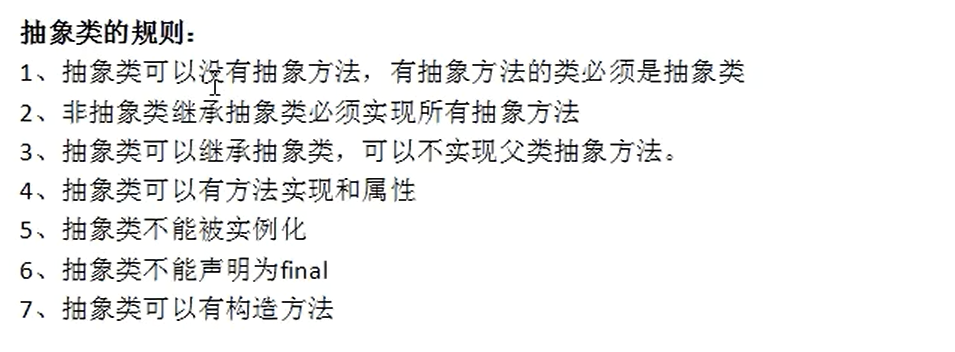 抽象类的规则：
1、抽象类可以没有抽象方法，有抽象方法的类必须是抽象类
2、非抽象类继承抽象类必须实现所有抽象方法
3、抽象类可以继承抽象类，可以不实现父类抽象方法。
4、抽象类可以有方法实现和属性
5、抽象类不能被实例化
6、抽象类不能声明为final
7、抽象类可以有构造方法